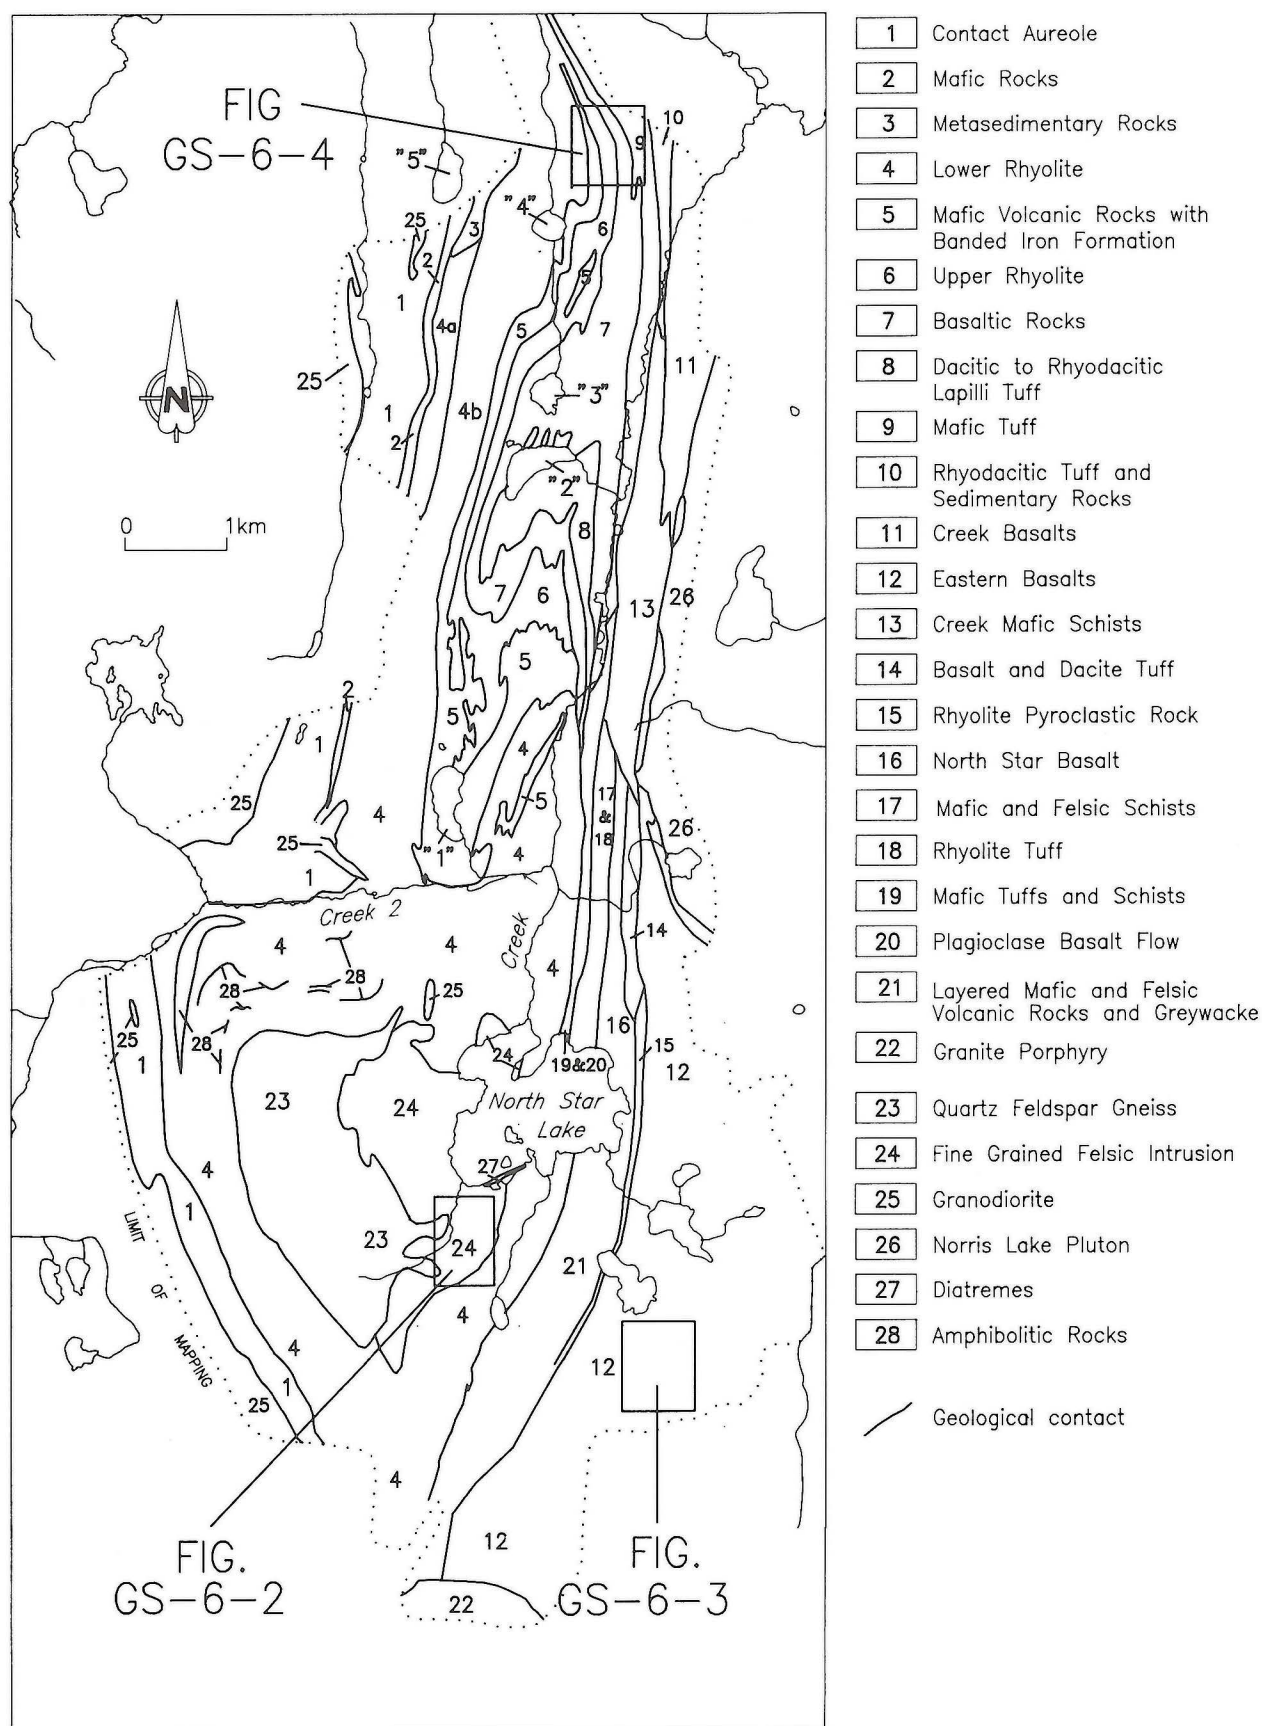 FIG
GS-6-4
"5"
10
9
"4"
25
3
6
2
5
1
4a
5
7
25
11
N
"3"
1
4b
2
0 1km
"2"
8
7
6
13
26
5
2
5
1
4
25
5
17
&
18
26
4
25
"1"
4
1
Creek 2
14
4
4
Creek
4
28
28
25
16
25
28
24
15
1
19&20
12
23
24
North Star
Lake
4
27
1
LIMIT
23
24
21
OF
4
MAPPING
4
12
1
25
4
12
FIG.
GS-6-2
FIG.
GS-6-3
22
1 Contact Aureole
2 Mafic Rocks
3 Metasedimentary Rocks
4 Lower Rhyolite
5 Mafic Volcanic Rocks with
Banded Iron Formation
6 Upper Rhyolite
7 Basaltic Rocks
8 Dacitic to Rhyodacitic
Lapilli Tuff
9 Mafic Tuff
10 Rhyodacitic Tuff and
Sedimentary Rocks
11 Creek Basalts
12 Eastern Basalts
13 Creek Mafic Schists
14 Basalt and Dacite Tuff
15 Rhyolite Pyroclastic Rock
16 North Star Basalt
17 Mafic and Felsic Schists
18 Rhyolite Tuff
19 Mafic Tuffs and Schists
20 Plagioclase Basalt Flow
21 Layered Mafic and Felsic
Volcanic Rocks and Greywacke
22 Granite Porphyry
23 Quartz Feldspar Gneiss
24 Fine Grained Felsic Intrusion
25 Granodiorite
26 Norris Lake Pluton
27 Diatremes
28 Amphibolitic Rocks
Geological contact